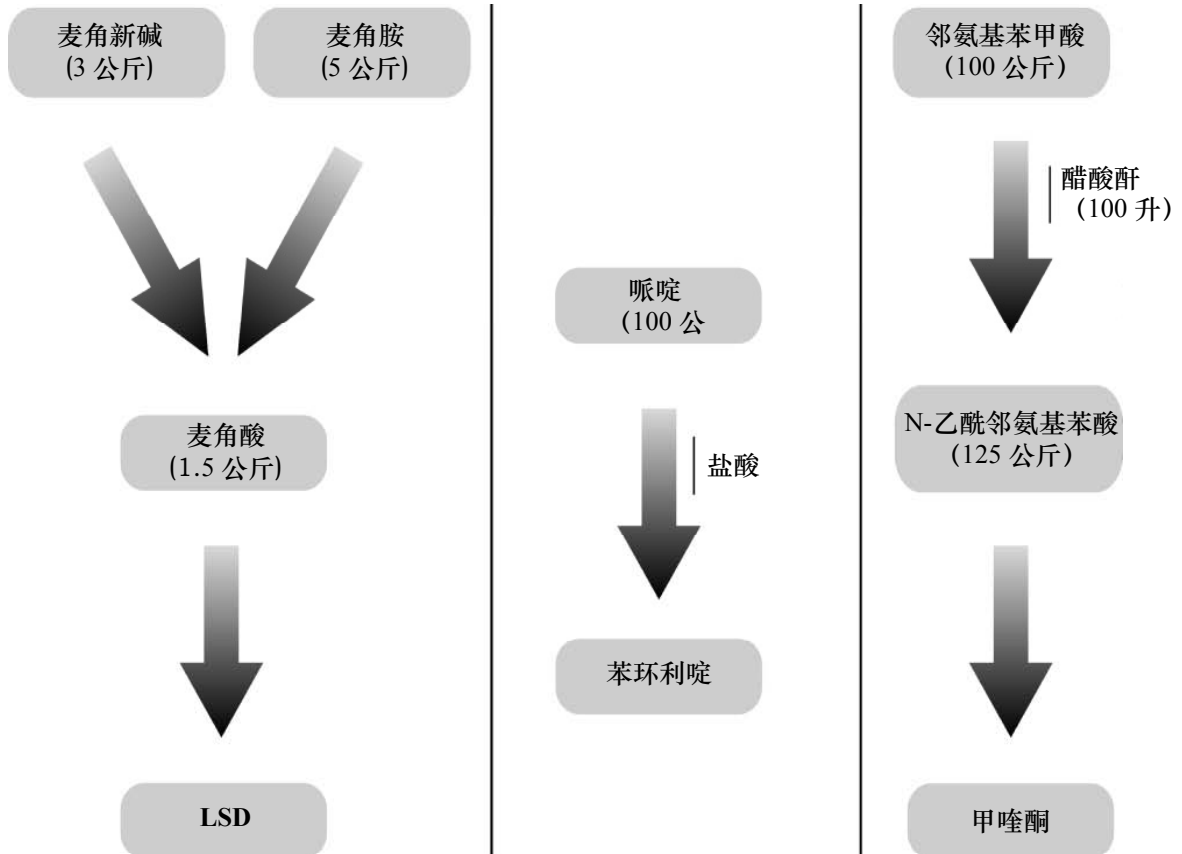 麦角新碱
(3 公斤)
麦角胺
(5 公斤)
麦角酸
(1.5 公斤)
LSD
哌啶
(100 公
盐酸
苯环利啶
邻氨基苯甲酸
(100 公斤)
醋酸酐
(100 升)
N-乙酰邻氨基苯酸
(125 公斤)
甲喹酮